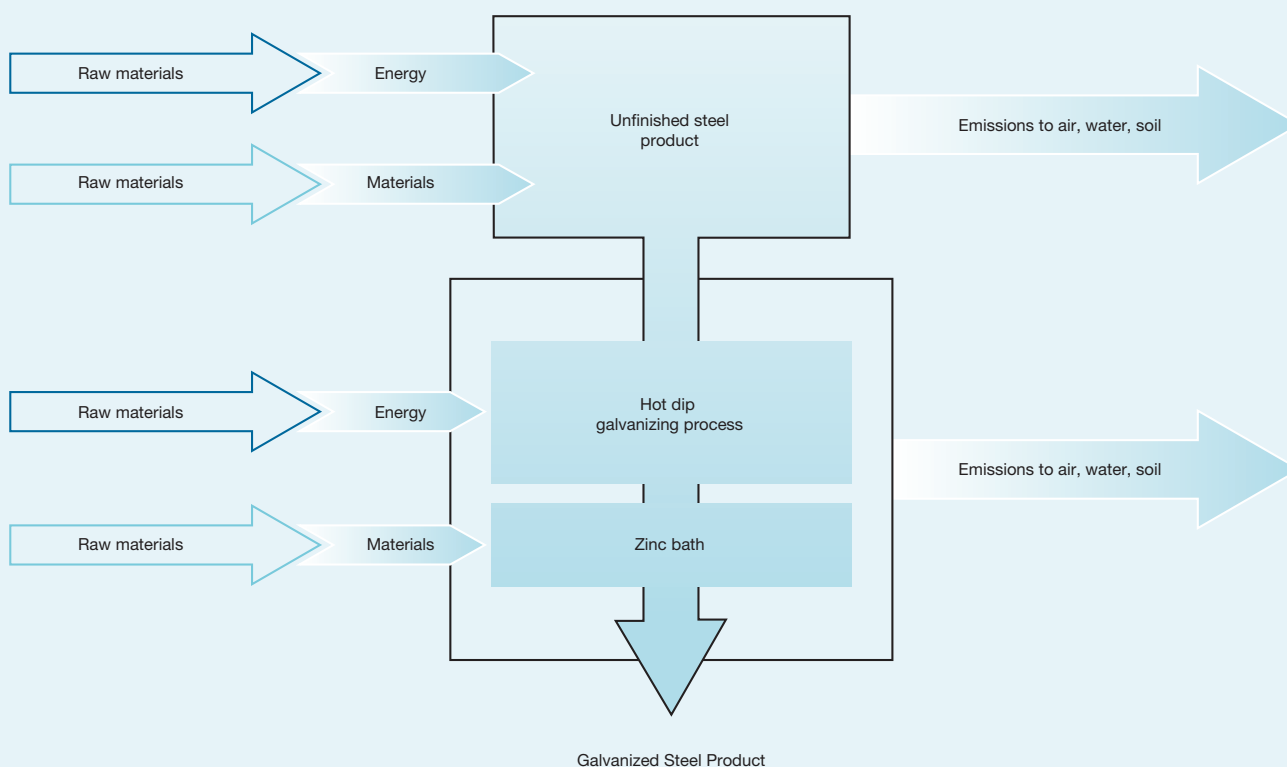 Raw materials
Energy
Unfinished steel
product
Emissions to air, water, soil
Raw materials
Materials
Raw materials
Energy
Hot dip
galvanizing process
Emissions to air, water, soil
Raw materials
Materials
Zinc bath
Galvanized Steel Product